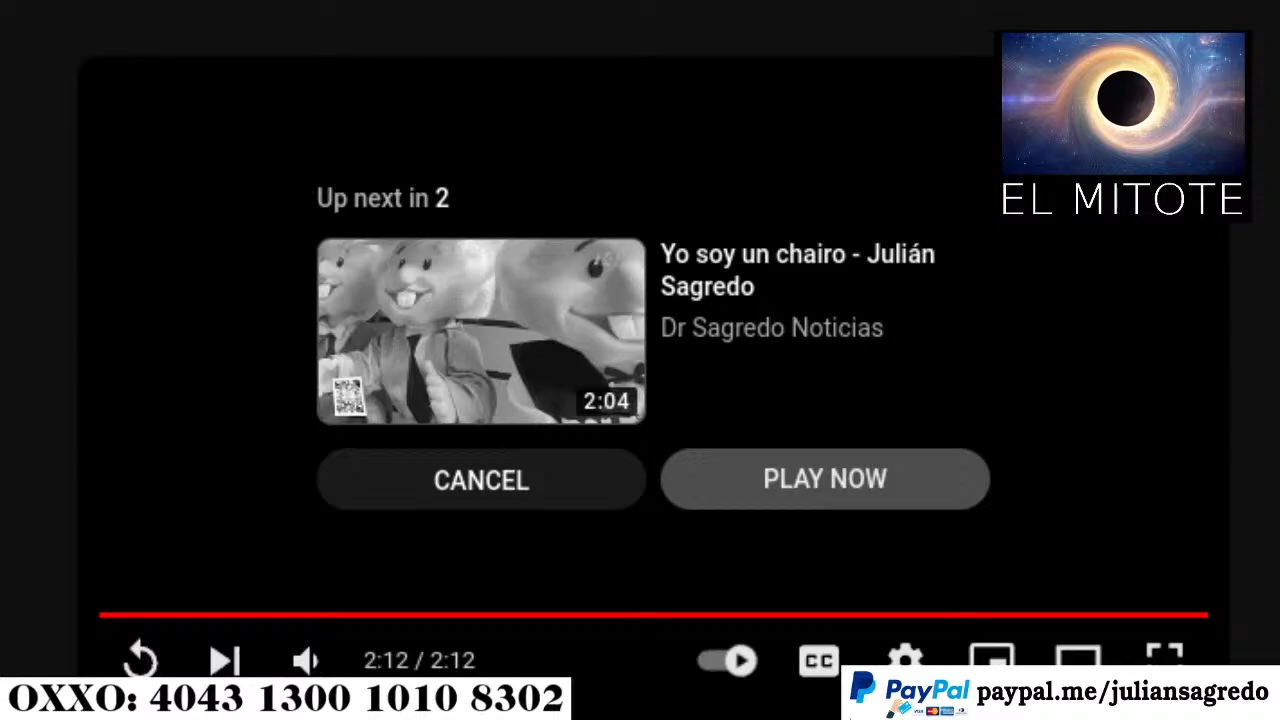 EL MITOTE
Up next in 2
Yo soy un chairo - Julián
Sagredo
Dr Sagredo Noticias
2:04
CANCEL
PLAY NOW
2:12 / 2:12
CC
OXXO: 4043 1300 1010 8302
PayPal paypal.me/juliansagredo